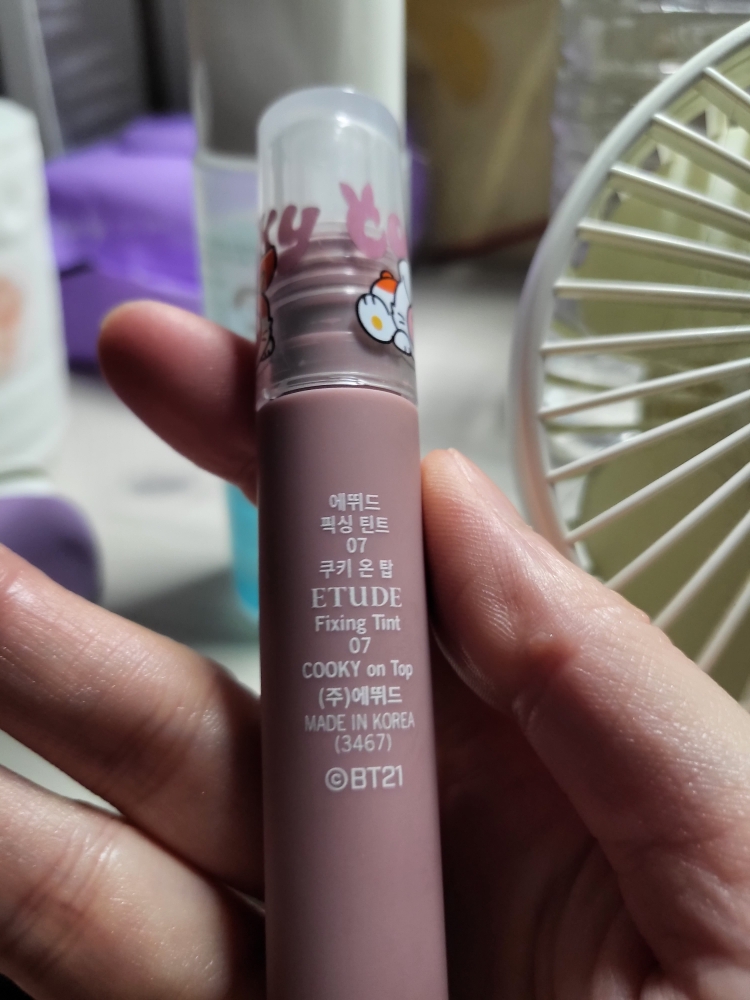 에뛰드
픽싱 틴트
07
쿠키 온 탑
ETUDE
Fixing Tint
07
COOKY on Top
(주)에뛰드
MADE IN KOREA
(3467)
©BT21